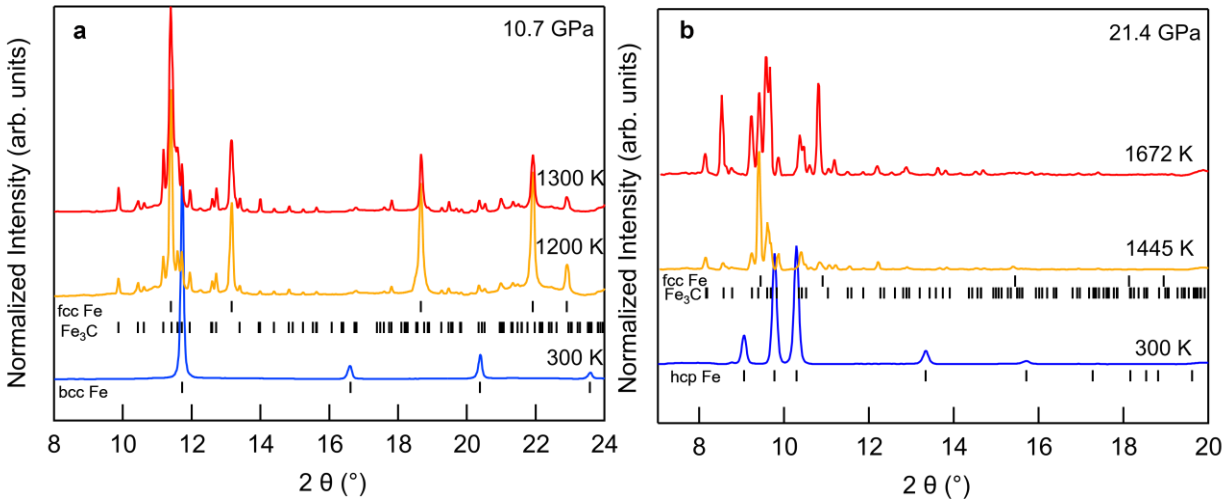 a
10.7 GPa
Normalized Intensity (arb. units)
1300 K
1200 K
fcc Fe
Fe₃C
300 K
bcc Fe
8 10 12 14 16 18 20 22 24
2 θ (°)
b
21.4 GPa
Normalized Intensity (arb. units)
1672 K
1445 K
fcc Fe
Fe₃C
300 K
hcp Fe
8 10 12 14 16 18 20
2 θ (°)